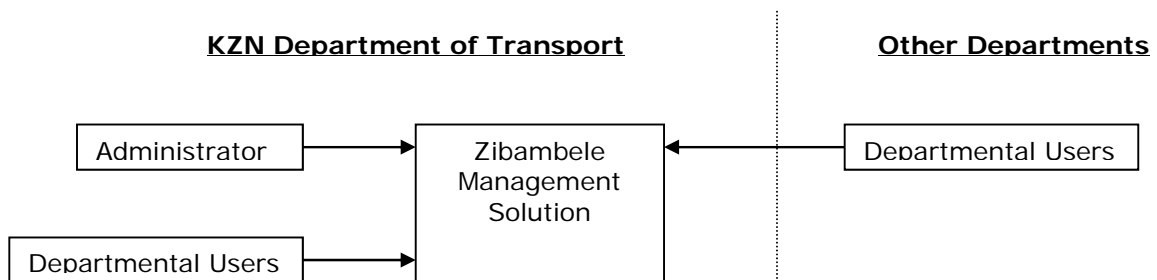 KZN Department of Transport
Other Departments
Administrator
Zibambele
Management
Solution
Departmental Users
Departmental Users